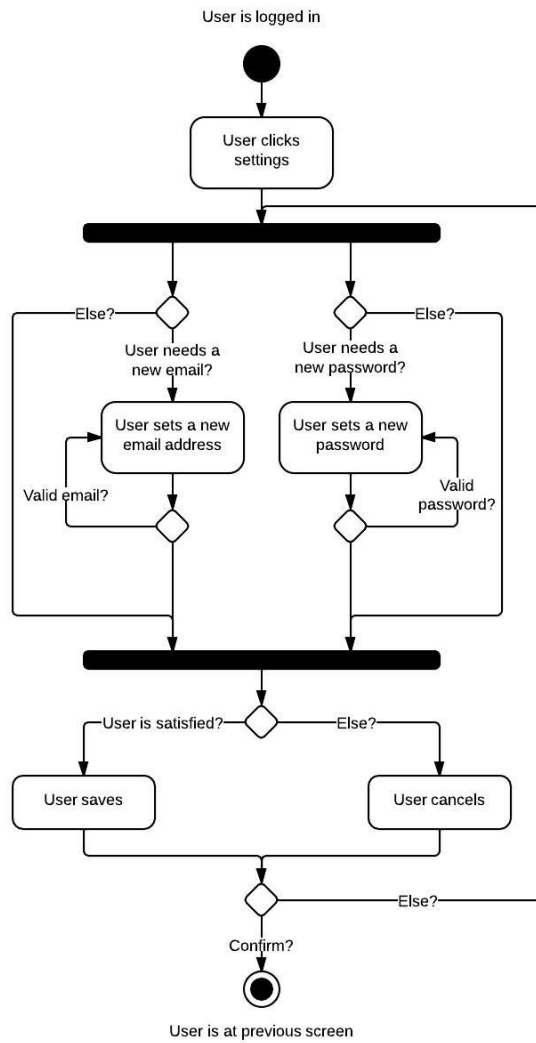 User is logged in
User clicks
settings
Else?
Else?
User needs a
new email?
User needs a
new password?
User sets a new
email address
User sets a new
password
Valid email?
Valid
password?
User is satisfied?
Else?
User saves
User cancels
Else?
Confirm?
User is at previous screen